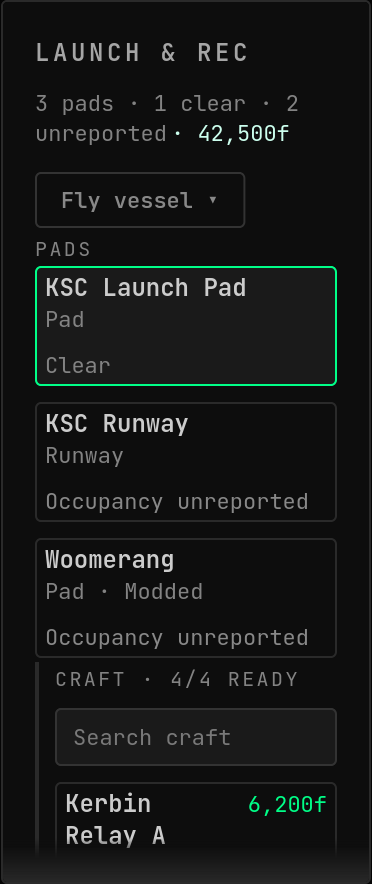 LAUNCH & REC
3 pads · 1 clear · 2
unreported · 42,500f
Fly vessel ▾
PADS
KSC Launch Pad
Pad
Clear
KSC Runway
Runway
Occupancy unreported
Woomerang
Pad · Modded
Occupancy unreported
CRAFT · 4/4 READY
Search craft
Kerbin 6,200f
Relay A